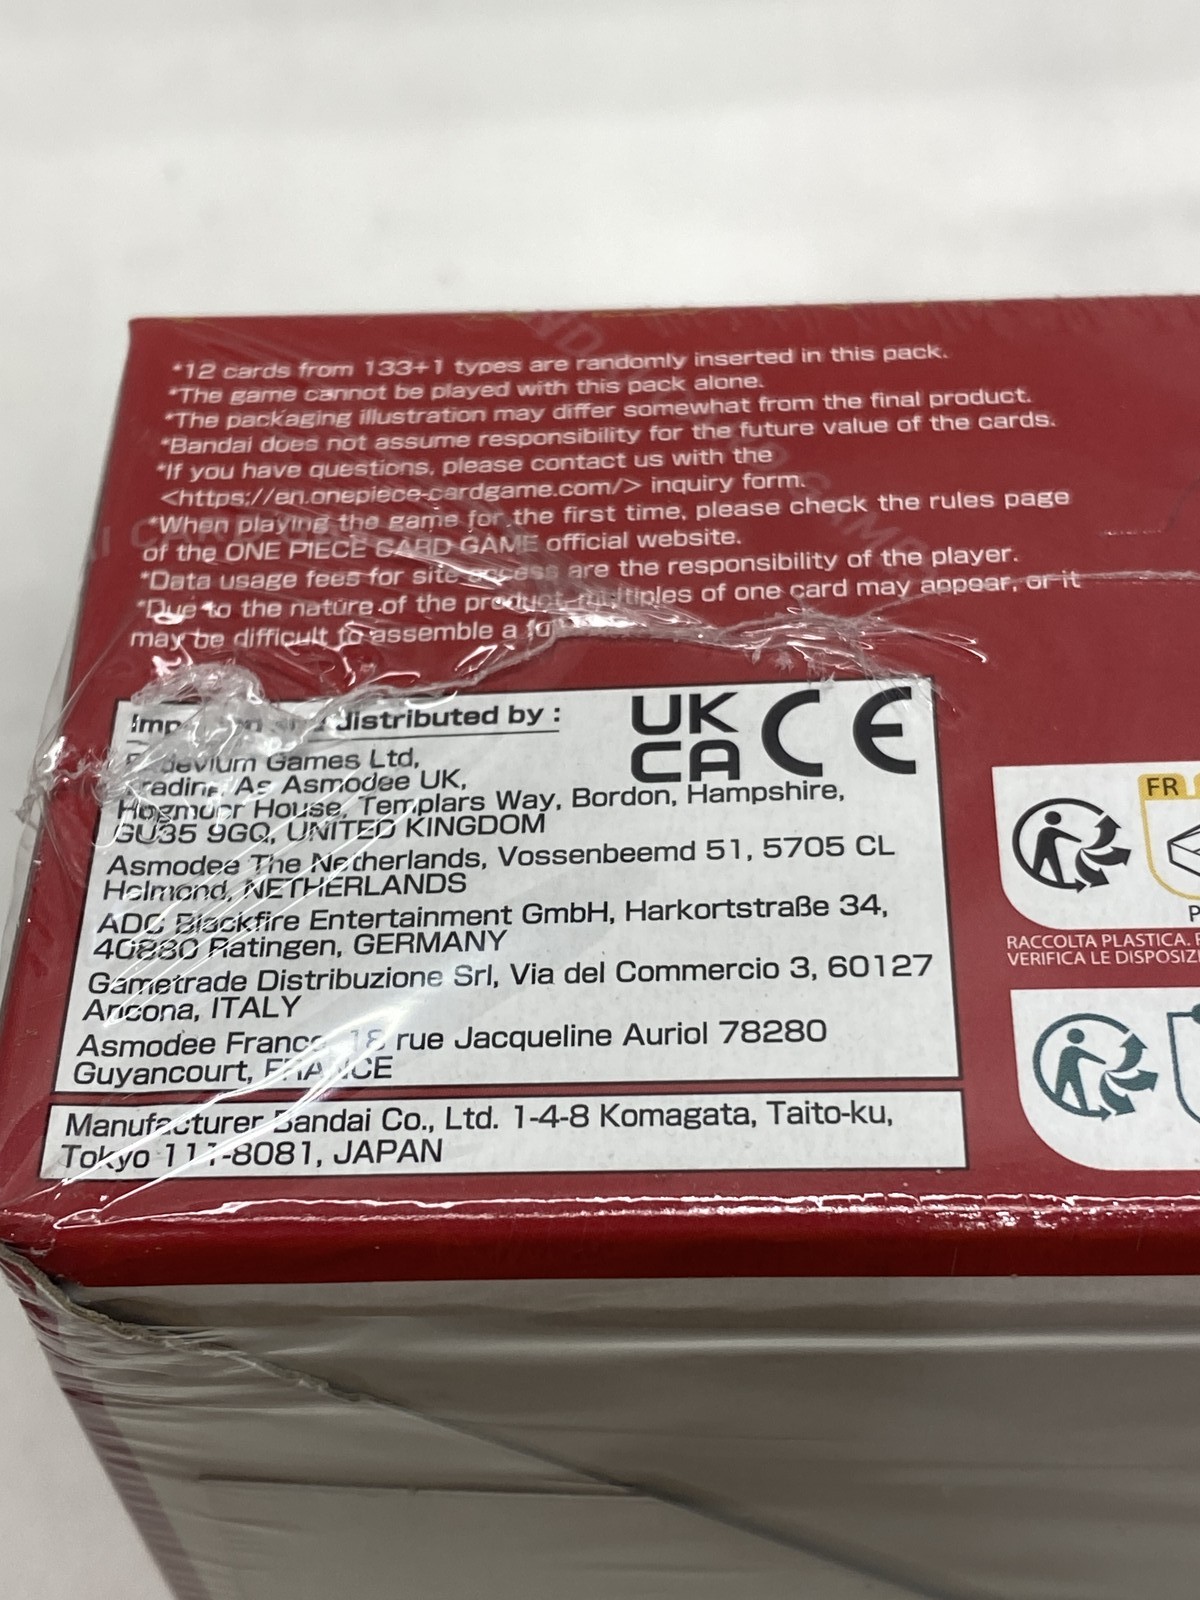 *12 cards from 133+1 types are randomly inserted in this pack.
*The game cannot be played with this pack alone.
*The packaging illustration may differ somewhat from the final product.
*Bandai does not assume responsibility for the future value of the cards.
*If you have questions, please contact us with the
<https://en.onepiece-cardgame.com/> inquiry form.
*When playing the game for the first time, please check the rules page
of the ONE PIECE CARD GAME official website.
*Data usage fees for site access are the responsibility of the player.
*Due to the nature of the product, multiples of one card may appear, or it
may be difficult to assemble a
distributed by :
UK
CA
CE
Games Ltd,
Trading As Asmodee UK,
Hogmoor House, Templars Way, Bordon, Hampshire,
GU35 9GQ, UNITED KINGDOM
Asmodee The Netherlands, Vossenbeemd 51, 5705 CL
Helmond, NETHERLANDS
ADC Blackfire Entertainment GmbH, Harkortstraße 34,
40880 Ratingen, GERMANY
Gametrade Distribuzione Srl, Via del Commercio 3, 60127
Ancona, ITALY
Asmodee France 18 rue Jacqueline Auriol 78280
Guyancourt, FRANCE
Manufacturer Bandai Co., Ltd. 1-4-8 Komagata, Taito-ku,
Tokyo 111-8081, JAPAN
FR
RACCOLTA PLASTICA.
VERIFICA LE